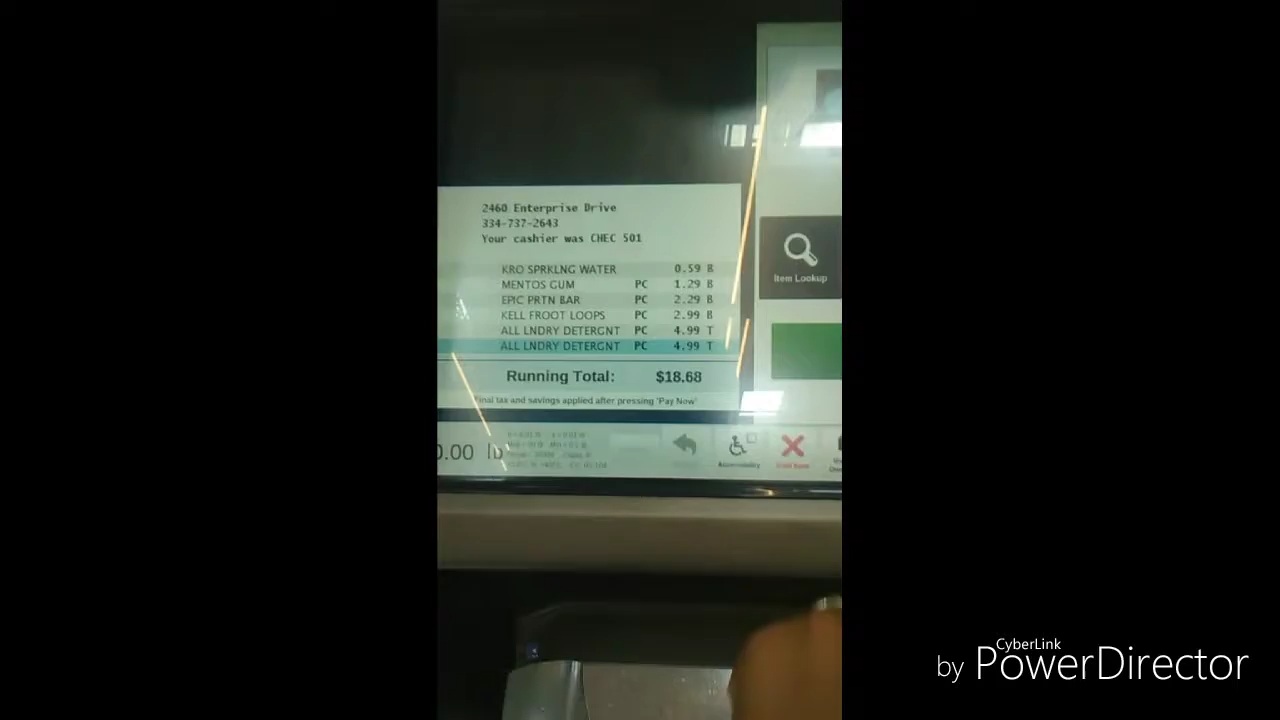 2460 Enterprise Drive
334-737-2643
Your cashier was CHEC 501
KRO SPRKLNG WATER 0.59 B
MENTOS GUM PC 1.29 B
EPIC PRTN BAR PC 2.29 B
KELL FROOT LOOPS PC 2.99 B
ALL LNDRY DETERGNT PC 4.99 T
ALL LNDRY DETERGNT PC 4.99 T
Running Total: $18.68
Final tax and savings applied after pressing 'Pay Now'
Item Lookup
0.00 lb
Accessibility
CyberLink
by PowerDirector